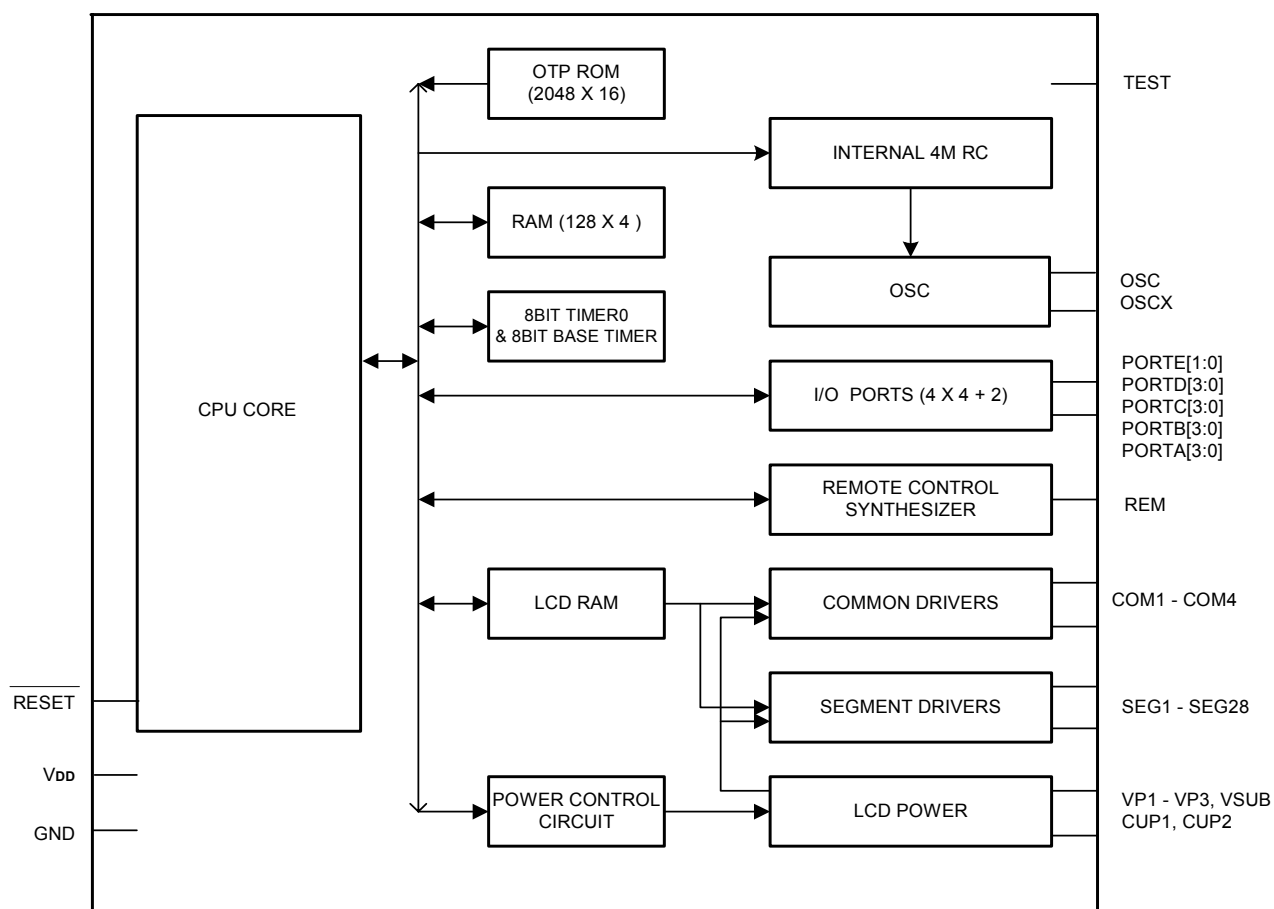 OTP ROM
(2048 X 16)
TEST
INTERNAL 4M RC
RAM (128 X 4 )
OSC
OSC
OSCX
8BIT TIMER0
& 8BIT BASE TIMER
CPU CORE
I/O PORTS (4 X 4 + 2)
PORTE[1:0]
PORTD[3:0]
PORTC[3:0]
PORTB[3:0]
PORTA[3:0]
REMOTE CONTROL
SYNTHESIZER
REM
LCD RAM
COMMON DRIVERS
COM1 - COM4
RESET
SEGMENT DRIVERS
SEG1 - SEG28
VDD
GND
POWER CONTROL
CIRCUIT
LCD POWER
VP1 - VP3, VSUB
CUP1, CUP2